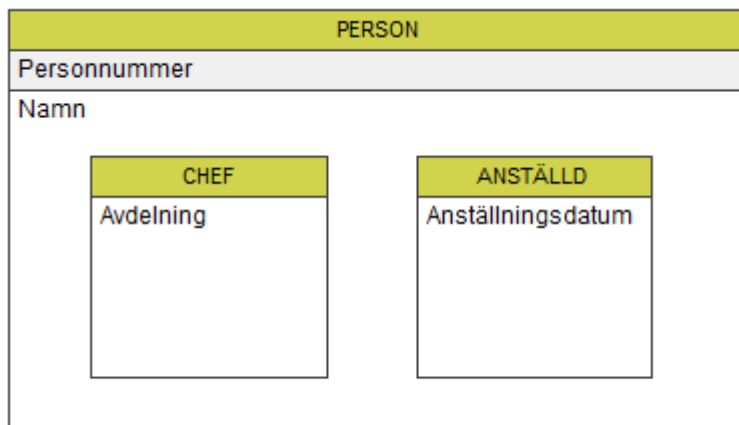 PERSON
Personnummer
Namn
CHEF
Avdelning
ANSTÄLLD
Anställningsdatum